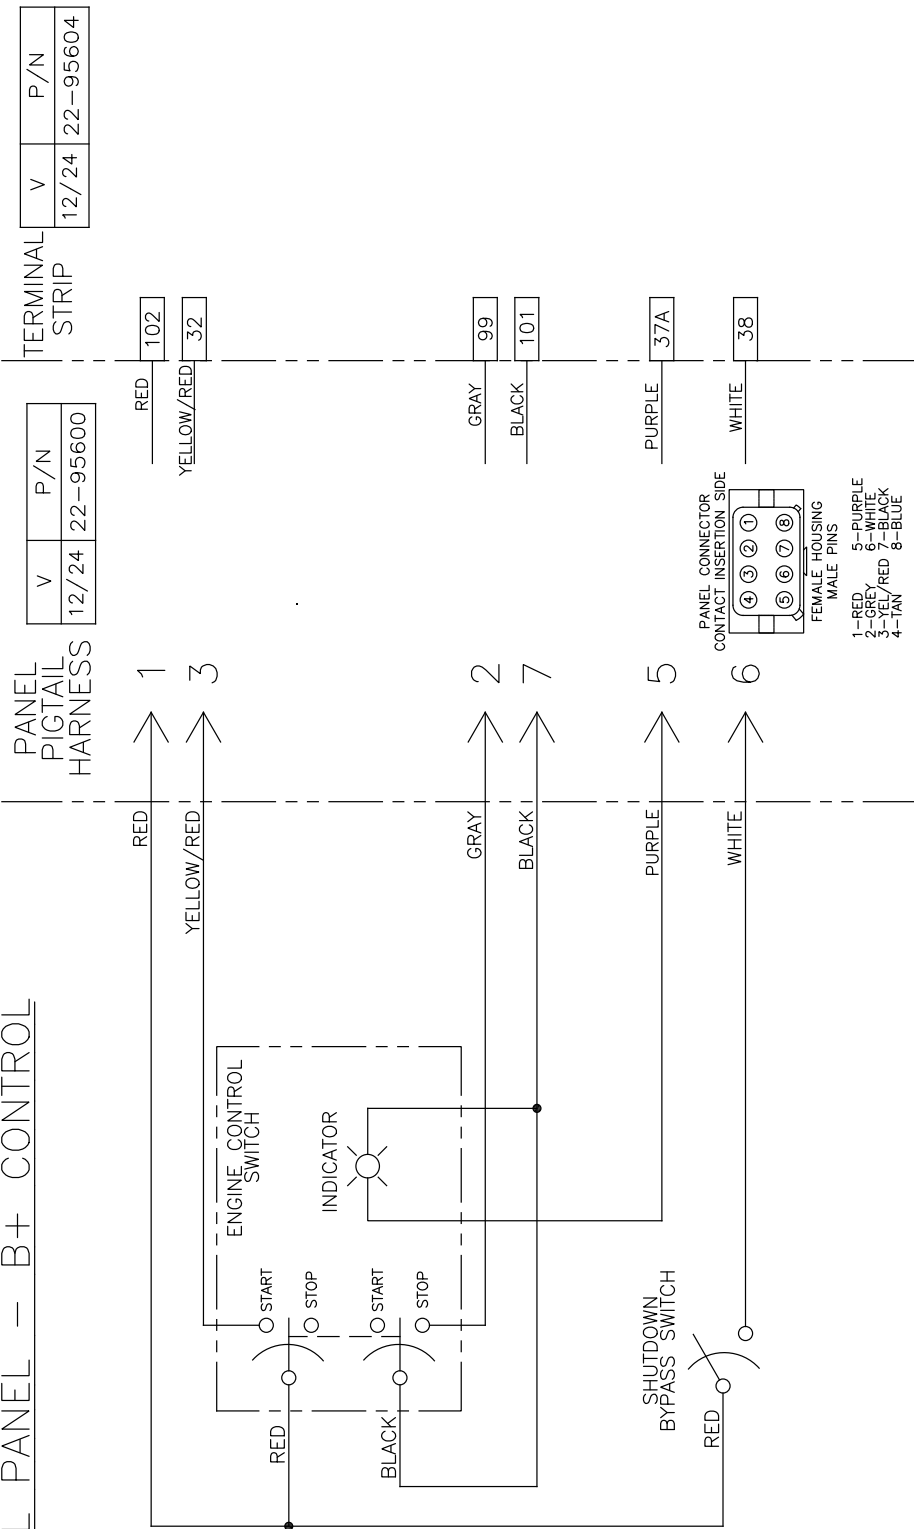 L PANEL - B+ CONTROL
PANEL
PIGTAIL
HARNESS
V P/N
12/24 22-95600
TERMINAL
STRIP
V P/N
12/24 22-95604
RED 1 RED 102
YELLOW/RED 3 YELLOW/RED 32
ENGINE CONTROL
SWITCH
INDICATOR
START
STOP
START
STOP
RED
BLACK
GRAY 2 GRAY 99
BLACK 7 BLACK 101
PURPLE 5 PURPLE 37A
WHITE 6 WHITE 38
SHUTDOWN
BYPASS SWITCH
RED
PANEL CONNECTOR
CONTACT INSERTION SIDE
4 3 2 1
5 6 7 8
FEMALE HOUSING
MALE PINS
1-RED 5-PURPLE
2-GREY 6-WHITE
3-YEL/RED 7-BLACK
4-TAN 8-BLUE